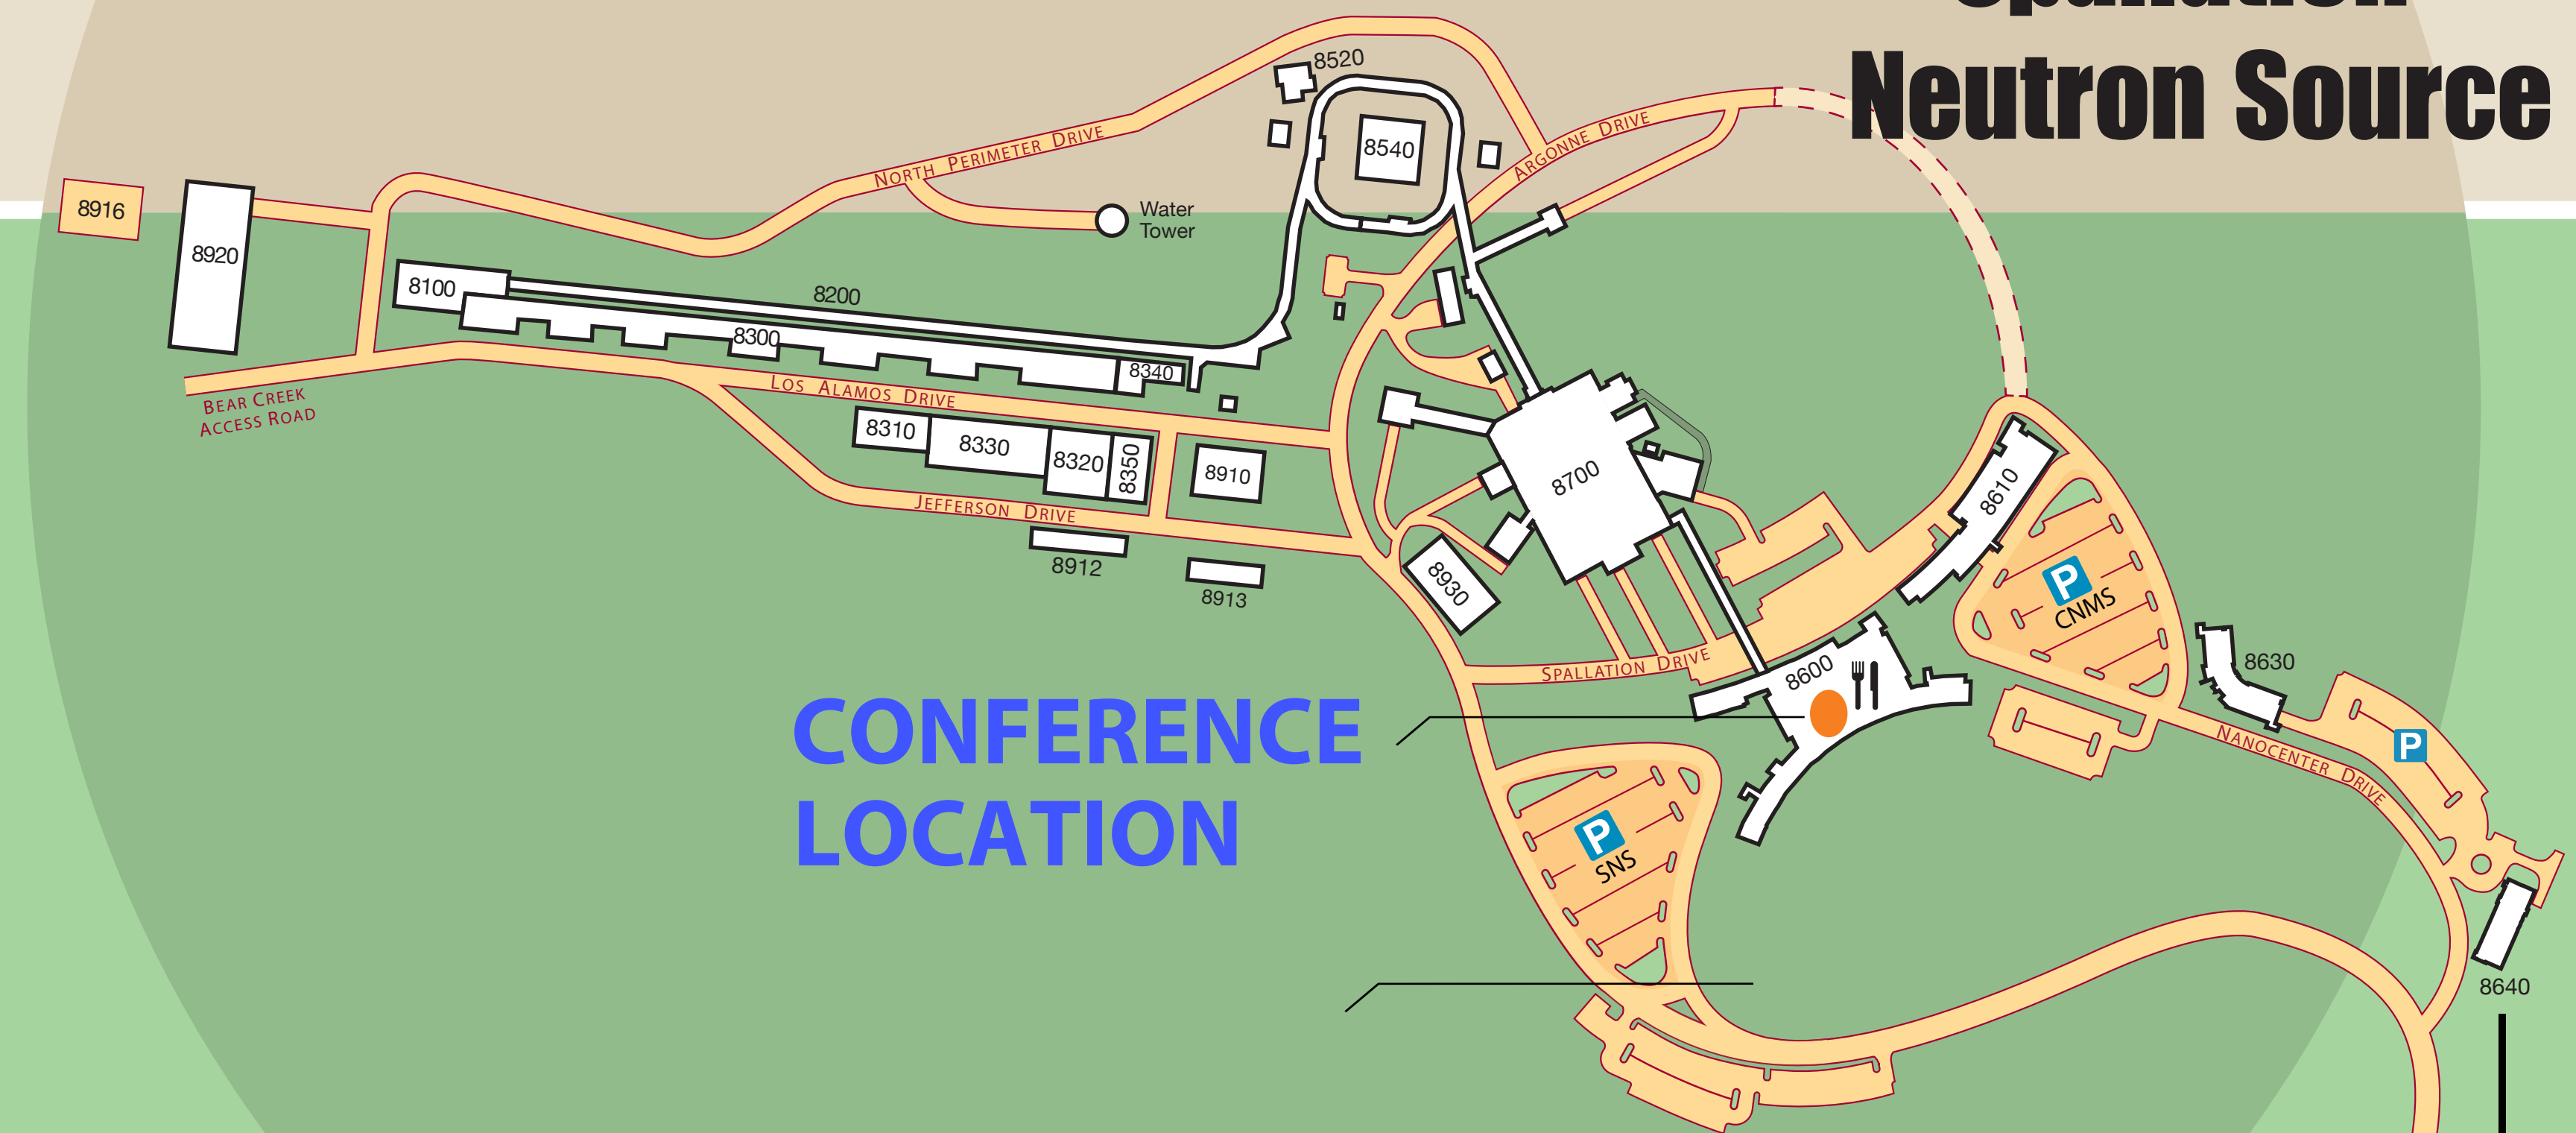 Spallation
Neutron Source
8520
8540
NORTH PERIMETER DRIVE
ARGONNE DRIVE
8916
8920
Water
Tower
8100
8200
8300
8340
LOS ALAMOS DRIVE
BEAR CREEK
ACCESS ROAD
8310
8330
8320
8350
8910
8700
8610
JEFFERSON DRIVE
8912
8913
8930
P
CNMS
SPALLATION DRIVE
8600
8630
NANOCENTER DRIVE
P
CONFERENCE
LOCATION
P
SNS
8640